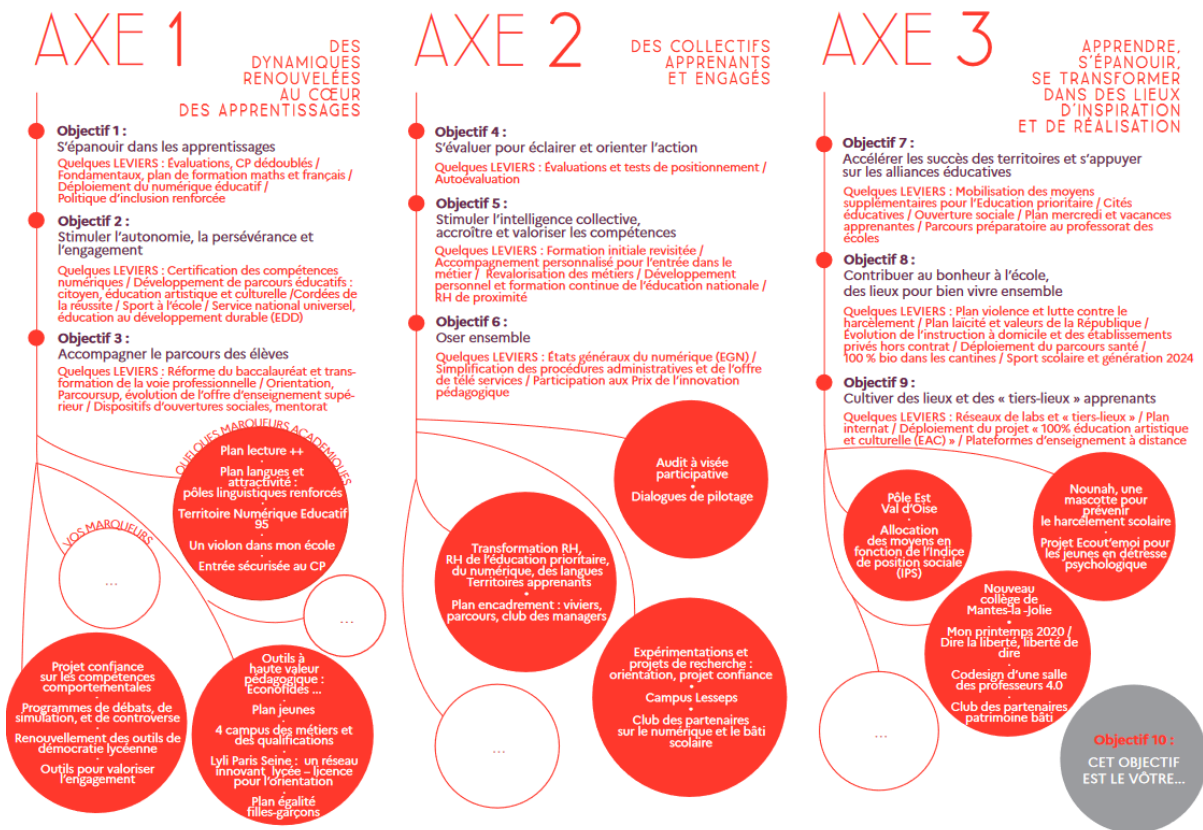 AXE 1
DES
DYNAMIQUES
RENOUVELÉES
AU CŒUR
DES APPRENTISSAGES
Objectif 1 :
S'épanouir dans les apprentissages
Quelques LEVIERS : Évaluations, CP dédoublés /
Fondamentaux, plan de formation maths et français /
Déploiement du numérique éducatif /
Politique d'inclusion renforcée
Objectif 2 :
Stimuler l'autonomie, la persévérance et
l'engagement
Quelques LEVIERS : Certification des compétences
numériques / Développement de parcours éducatifs :
citoyen, éducation artistique et culturelle /Cordées de
la réussite / Sport à l'école / Service national universel,
éducation au développement durable (EDD)
Objectif 3 :
Accompagner le parcours des élèves
Quelques LEVIERS : Réforme du baccalauréat et trans-
formation de la voie professionnelle / Orientation,
Parcoursup, évolution de l'offre d'enseignement supé-
rieur / Dispositifs d'ouvertures sociales, mentorat
QUELQUES MARQUEURS ACADÉMIQUES
Plan lecture ++
Plan langues et
attractivité :
pôles linguistiques renforcés
Territoire Numérique Educatif
95
Un violon dans mon école
Entrée sécurisée au CP
VOS MARQUEURS
...
...
Projet confiance
sur les compétences
comportementales
Programmes de débats, de
simulation, et de controverse
Renouvellement des outils de
démocratie lycéenne
Outils pour valoriser
l'engagement
Outils à
haute valeur
pédagogique :
Econofides ...
Plan jeunes
4 campus des métiers et
des qualifications
Lyli Paris Seine : un réseau
innovant lycée – licence
pour l'orientation
Plan égalité
filles-garçons
AXE 2
DES COLLECTIFS
APPRENANTS
ET ENGAGÉS
Objectif 4 :
S'évaluer pour éclairer et orienter l'action
Quelques LEVIERS : Évaluations et tests de positionnement /
Autoévaluation
Objectif 5 :
Stimuler l'intelligence collective,
accroître et valoriser les compétences
Quelques LEVIERS : Formation initiale revisitée /
Accompagnement personnalisé pour l'entrée dans le
métier / Revalorisation des métiers / Développement
personnel et formation continue de l'éducation nationale /
RH de proximité
Objectif 6 :
Oser ensemble
Quelques LEVIERS : États généraux du numérique (EGN) /
Simplification des procédures administratives et de l'offre
de télé services / Participation aux Prix de l'innovation
pédagogique
Audit à visée
participative
Dialogues de pilotage
Transformation RH,
RH de l'éducation prioritaire,
du numérique, des langues
Territoires apprenants
Plan encadrement : viviers,
parcours, club des managers
Expérimentations et
projets de recherche :
orientation, projet confiance
Campus Lesseps
Club des partenaires
sur le numérique et le bâti
scolaire
...
AXE 3
APPRENDRE,
S'ÉPANOUIR,
SE TRANSFORMER
DANS DES LIEUX
D'INSPIRATION
ET DE RÉALISATION
Objectif 7 :
Accélérer les succès des territoires et s'appuyer
sur les alliances éducatives
Quelques LEVIERS : Mobilisation des moyens
supplémentaires pour l'Education prioritaire / Cités
éducatives / Ouverture sociale / Plan mercredi et vacances
apprenantes / Parcours préparatoire au professorat des
écoles
Objectif 8 :
Contribuer au bonheur à l'école,
des lieux pour bien vivre ensemble
Quelques LEVIERS : Plan violence et lutte contre le
harcèlement / Plan laïcité et valeurs de la République /
Évolution de l'instruction à domicile et des établissements
privés hors contrat / Déploiement du parcours santé /
100 % bio dans les cantines / Sport scolaire et génération 2024
Objectif 9 :
Cultiver des lieux et des « tiers-lieux » apprenants
Quelques LEVIERS : Réseaux de labs et « tiers-lieux » / Plan
internat / Déploiement du projet « 100% éducation artistique
et culturelle (EAC) » / Plateformes d'enseignement à distance
Pôle Est
Val d'Oise
Allocation
des moyens en
fonction de l'Indice
de position sociale
(IPS)
Nounah, une
mascotte pour
prévenir
le harcèlement scolaire
Projet Ecout'emoi pour
les jeunes en détresse
psychologique
Nouveau
collège de
Mantes-la -Jolie
Mon printemps 2020 /
Dire la liberté, liberté de
dire
Codesign d'une salle
des professeurs 4.0
Club des partenaires
patrimoine bâti
...
Objectif 10 :
CET OBJECTIF
EST LE VÔTRE...